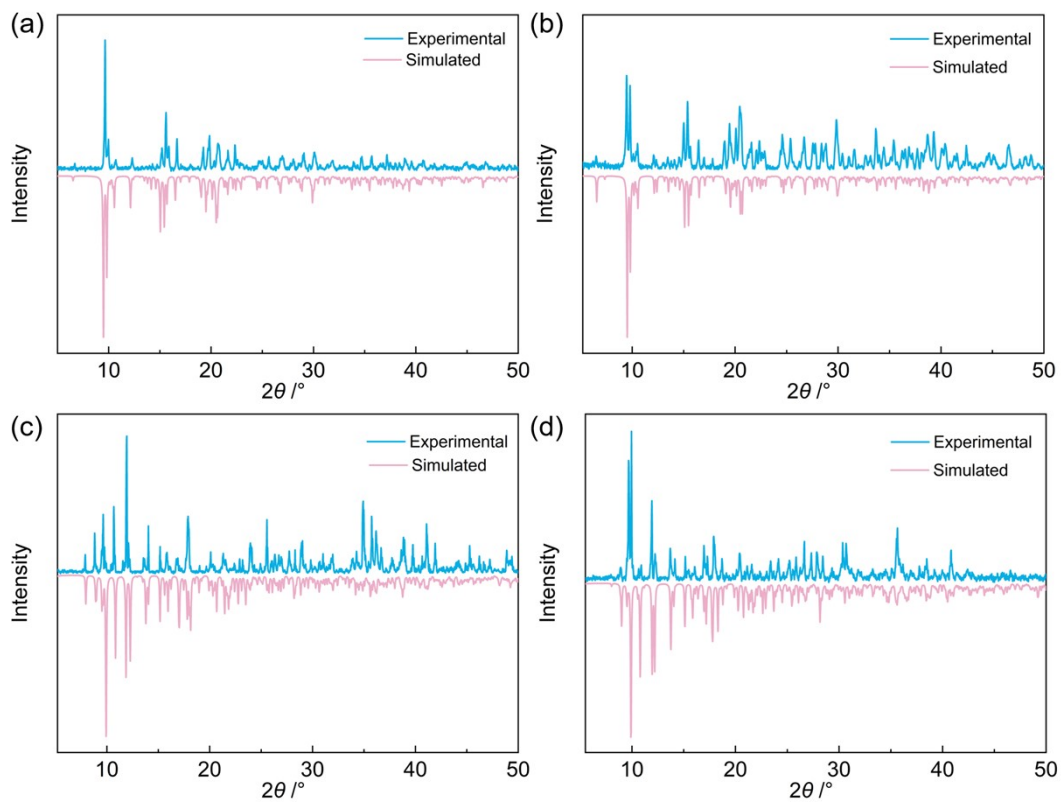 (a)
Experimental
Simulated
Intensity
10 20 30 40 50
2θ /°
(b)
Experimental
Simulated
Intensity
10 20 30 40 50
2θ /°
(c)
Experimental
Simulated
Intensity
10 20 30 40 50
2θ /°
(d)
Experimental
Simulated
Intensity
10 20 30 40 50
2θ /°